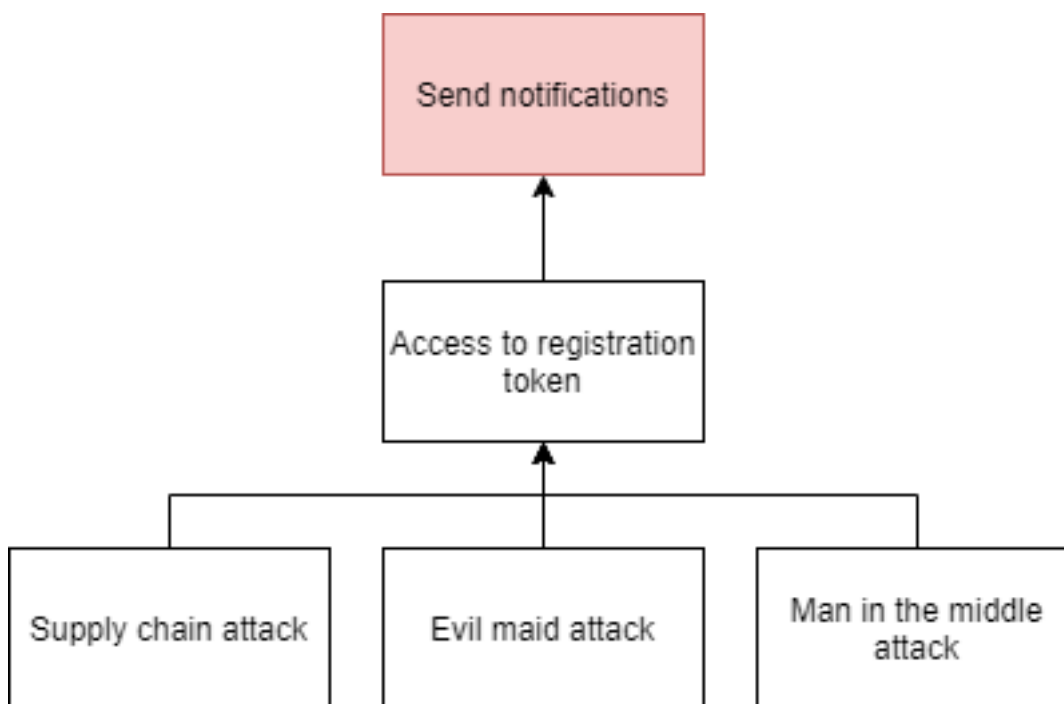 Send notifications
Access to registration
token
Supply chain attack
Evil maid attack
Man in the middle
attack